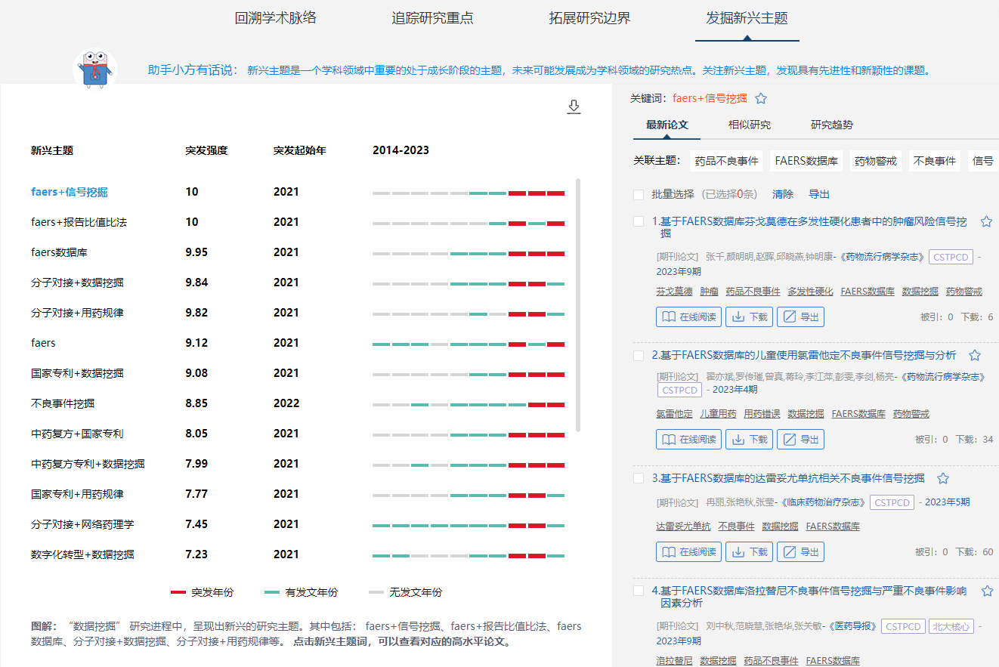 回溯学术脉络 追踪研究重点 拓展研究边界 发掘新兴主题
助手小方有话说： 新兴主题是一个学科领域中重要的处于成长阶段的主题，未来可能发展成为学科领域的研究热点。关注新兴主题，发现具有先进性和新颖性的课题。
新兴主题 突发强度 突发起始年 2014-2023
faers+信号挖掘 10 2021
faers+报告比值比法 10 2021
faers数据库 9.95 2021
分子对接+数据挖掘 9.84 2021
分子对接+用药规律 9.82 2021
faers 9.12 2021
国家专利+数据挖掘 9.08 2021
不良事件挖掘 8.85 2022
中药复方+国家专利 8.05 2021
中药复方专利+数据挖掘 7.99 2021
国家专利+用药规律 7.77 2021
分子对接+网络药理学 7.45 2021
数字化转型+数据挖掘 7.23 2021
突发年份 有发文年份 无发文年份
图解：“数据挖掘” 研究进程中，呈现出新兴的研究主题。其中包括： faers+信号挖掘、faers+报告比值比法、faers
数据库、分子对接+数据挖掘、分子对接+用药规律等。 点击新兴主题词，可以查看对应的高水平论文。
关键词：faers+信号挖掘
最新论文 相似研究 研究趋势
关联主题： 药品不良事件 FAERS数据库 药物警戒 不良事件 信号
批量选择 (已选择0条) 清除 导出
1.基于FAERS数据库芬戈莫德在多发性硬化患者中的肿瘤风险信号挖
掘
[期刊论文] 张千,颜明明,赵晖,邱晓燕,钟明康-《药物流行病学杂志》 CSTPCD -
2023年9期
芬戈莫德 肿瘤 药品不良事件 多发性硬化 FAERS数据库 数据挖掘 药物警戒
在线阅读 下载 导出 被引：0 下载：6
2.基于FAERS数据库的儿童使用氯雷他定不良事件信号挖掘与分析
[期刊论文] 翟亦斌,罗传璀,曾真,蒋玲,李江萍,彭雯,李剑,杨亮-《药物流行病学杂志》
CSTPCD - 2023年4期
氯雷他定 儿童用药 用药错误 数据挖掘 FAERS数据库 药物警戒
在线阅读 下载 导出 被引：0 下载：34
3.基于FAERS数据库的达雷妥尤单抗相关不良事件信号挖掘
[期刊论文] 冉丽,张艳秋,张莹-《临床药物治疗杂志》 CSTPCD - 2023年5期
达雷妥尤单抗 不良事件 数据挖掘 FAERS数据库
在线阅读 下载 导出 被引：0 下载：60
4.基于FAERS数据库洛拉替尼不良事件信号挖掘与严重不良事件影响
因素分析
[期刊论文] 刘中秋,范晓慧,张艳华,张关敏-《医药导报》 CSTPCD 北大核心 -
2023年9期
洛拉替尼 数据挖掘 药品不良事件 FAERS数据库